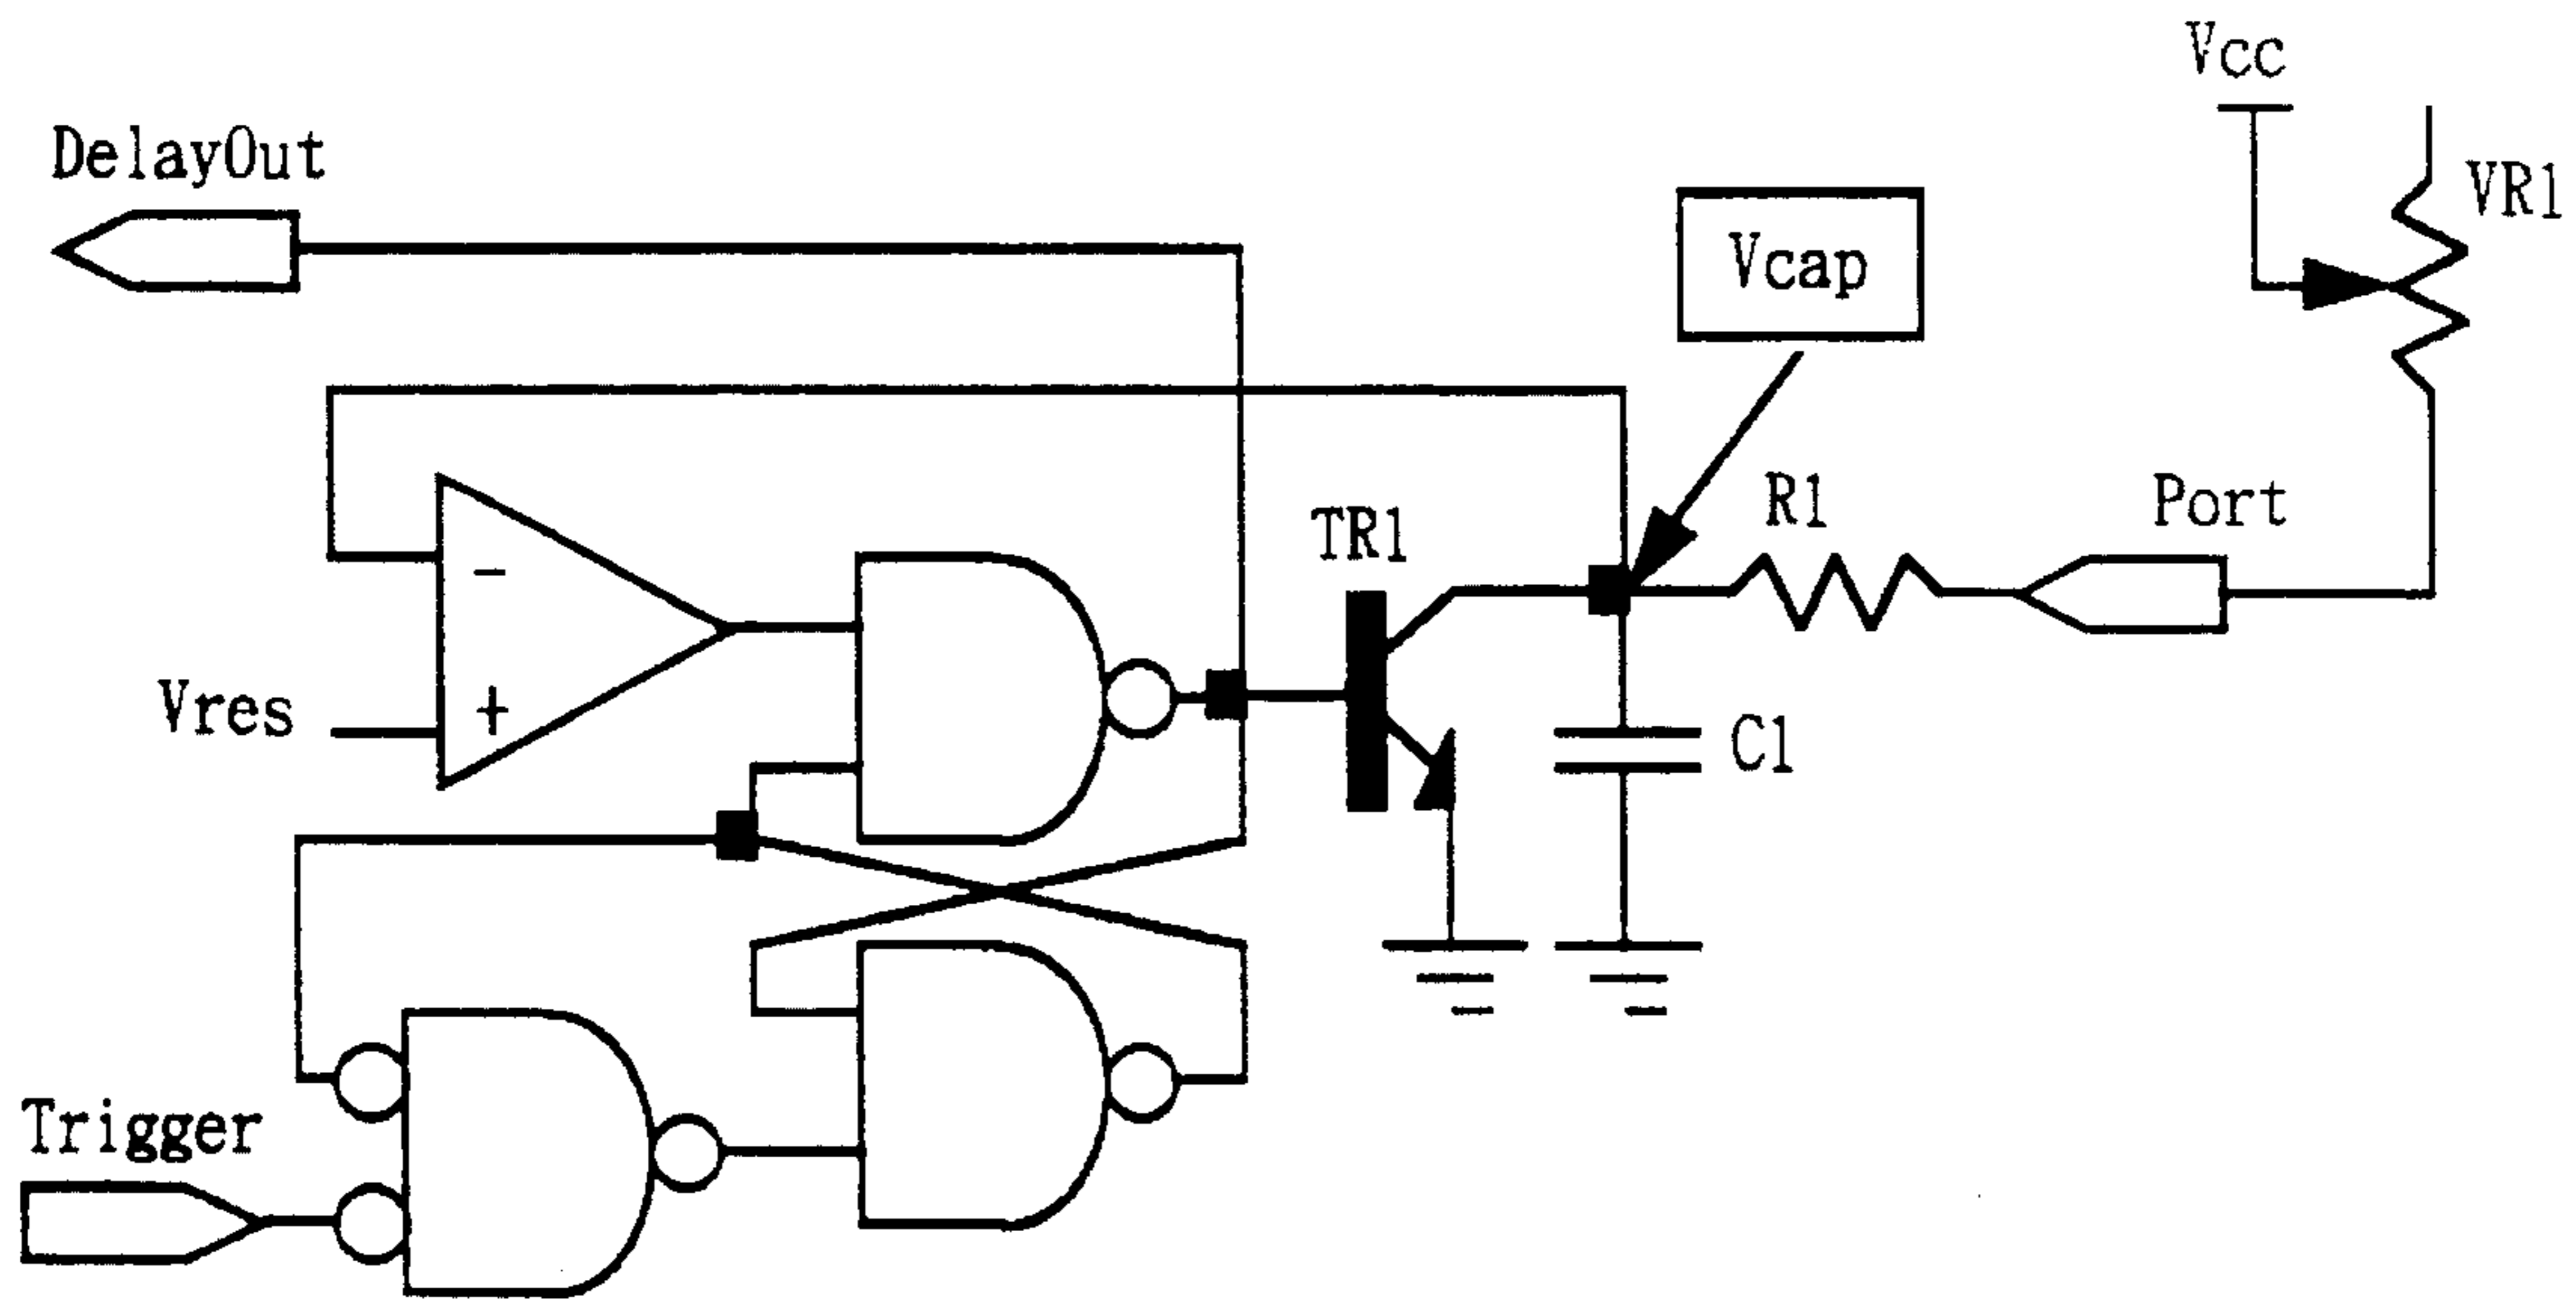 Vcc
DelayOut
VR1
Vcap
R1
Port
TR1
-
Vres
+
C1
Trigger